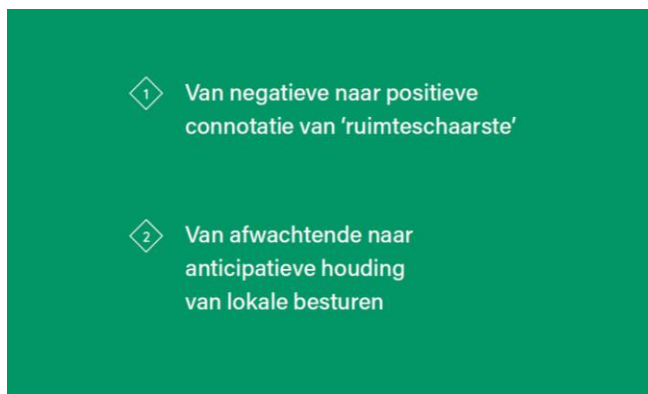 1 Van negatieve naar positieve
connotatie van ‘ruimteschaarste’
2 Van afwachtende naar
anticipatieve houding
van lokale besturen